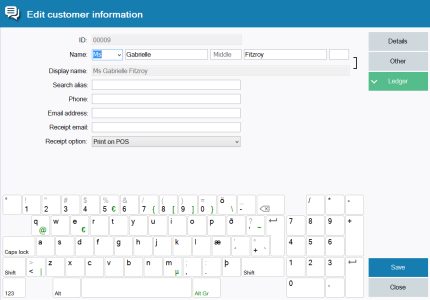 Edit customer information
ID: 00009
Details
Name: Ms Gabrielle Middle Fitzroy
Other
Display name: Ms Gabrielle Fitzroy
Ledger
Search alias:
Phone:
Email address:
Receipt email:
Receipt option: Print on POS
° ! 1 " 2 # 3 $ 4 % 5 € & 6 / 7 { ( 8 [ ) 9 ] = 0 } ö \ _ - / * -
q @ w e € r t y u i o p ð ? ' ~ 7 8 9 +
Caps lock a s d f g h j k l æ ' ´ * + ` 4 5 6
Shift > < | z x c v b n m µ ; , : . þ Shift 1 2 3
Save
123 Alt Alt Gr 0 .
Close